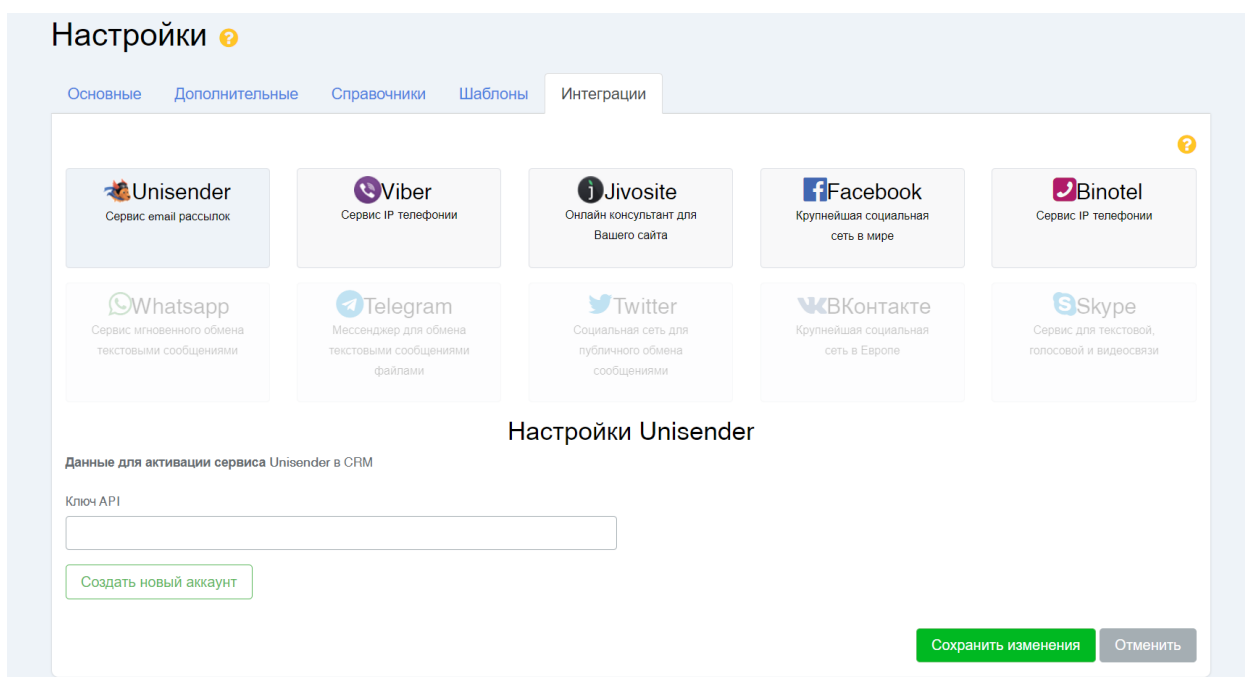 Настройки ?
Основные Дополнительные Справочники Шаблоны Интеграции
?
Unisender Viber Jivosite Facebook Binotel
Сервис email рассылок Сервис IP телефонии Онлайн консультант для Крупнейшая социальная Сервис IP телефонии
Вашего сайта сеть в мире
Whatsapp Telegram Twitter ВКонтакте Skype
Сервис мгновенного обмена Мессенджер для обмена Социальная сеть для Крупнейшая социальная Сервис для текстовой,
текстовыми сообщениями текстовыми сообщениями публичного обмена сеть в Европе голосовой и видеосвязи
файлами сообщениями
Настройки Unisender
Данные для активации сервиса Unisender в CRM
Ключ API
Создать новый аккаунт
Сохранить изменения Отменить